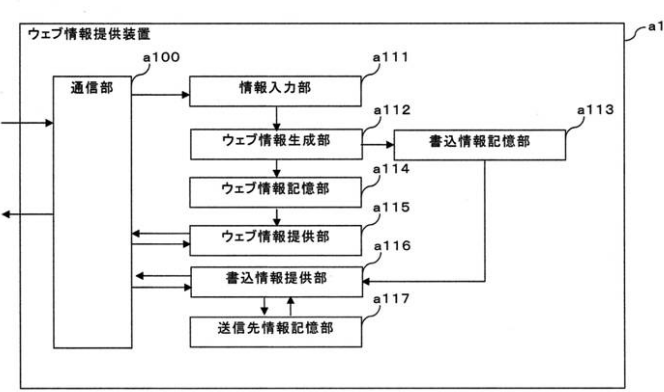 ウェブ情報提供装置
a1
a100
通信部
a111
情報入力部
a112
ウェブ情報生成部
a113
書込情報記憶部
a114
ウェブ情報記憶部
a115
ウェブ情報提供部
a116
書込情報提供部
a117
送信先情報記憶部